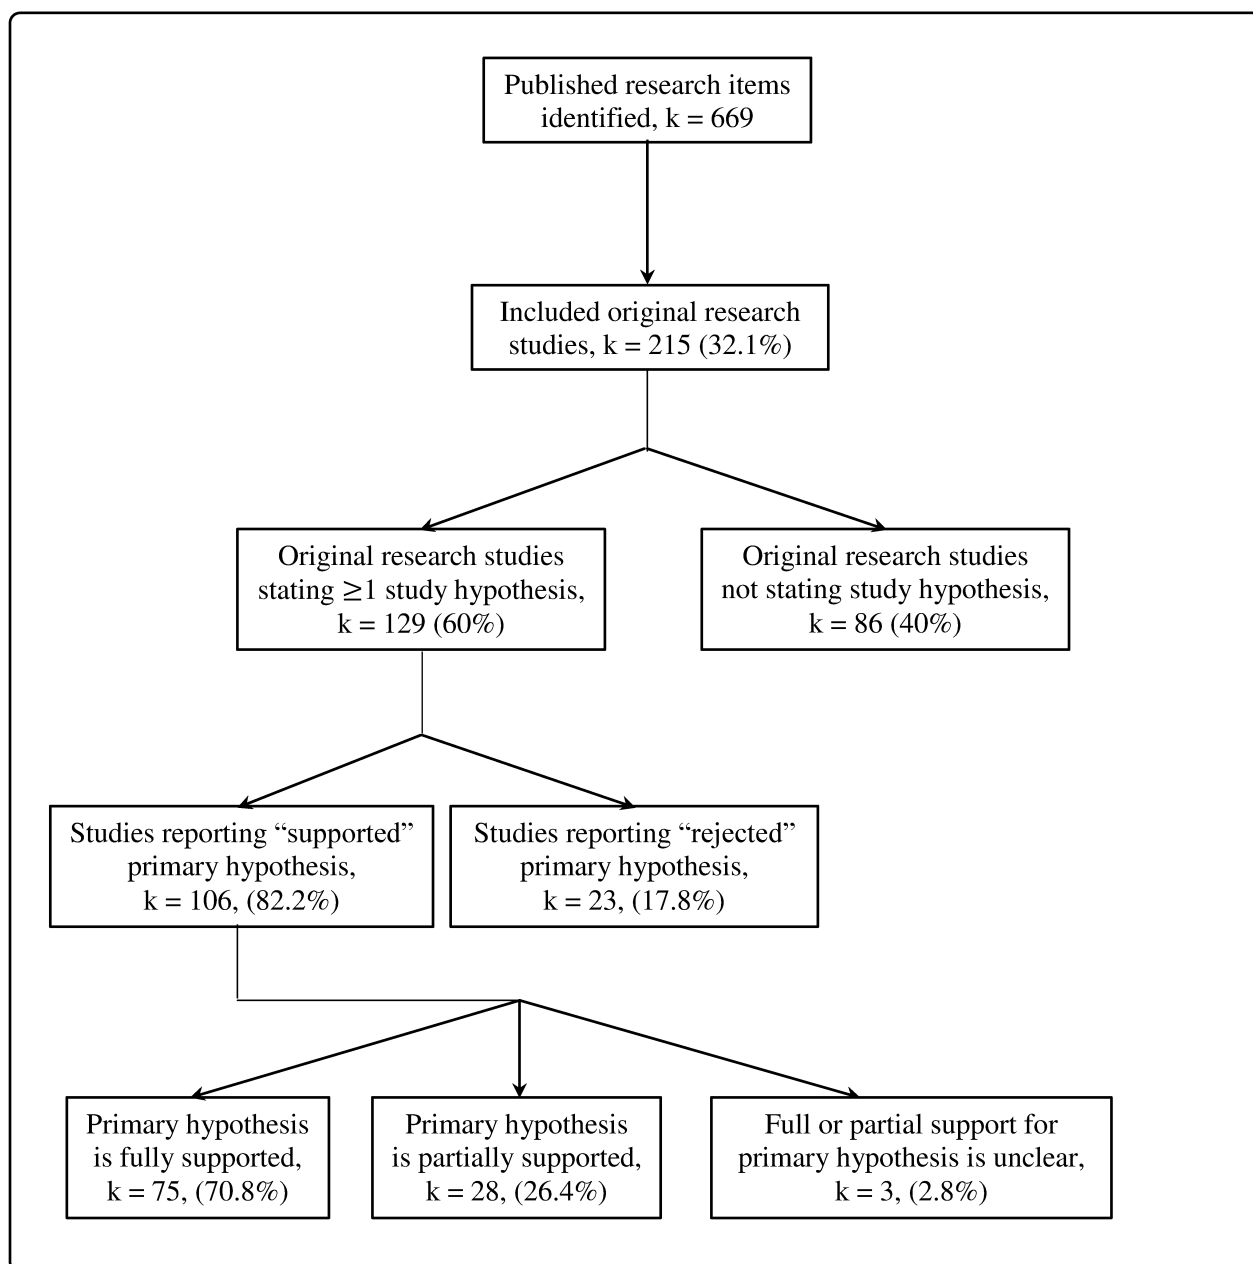 Published research items
identified, k = 669
Included original research
studies, k = 215 (32.1%)
Original research studies
stating ≥1 study hypothesis,
k = 129 (60%)
Original research studies
not stating study hypothesis,
k = 86 (40%)
Studies reporting “supported”
primary hypothesis,
k = 106, (82.2%)
Studies reporting “rejected”
primary hypothesis,
k = 23, (17.8%)
Primary hypothesis
is fully supported,
k = 75, (70.8%)
Primary hypothesis
is partially supported,
k = 28, (26.4%)
Full or partial support for
primary hypothesis is unclear,
k = 3, (2.8%)